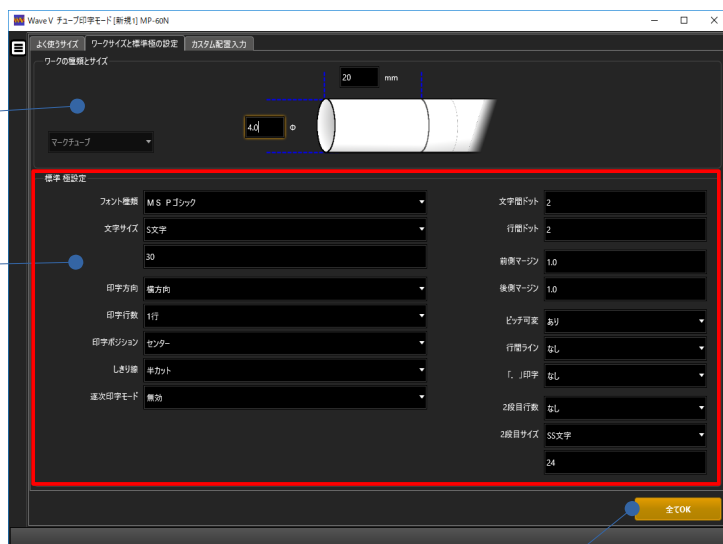 Wave V チューブ印字モード [新規1] MP-60N
よく使うサイズ ワークサイズと標準極の設定 カスタム配置入力
ワークの種類とサイズ
20 mm
4.0 Φ
マークチューブ
標準 極設定
フォント種類 ＭＳ Ｐゴシック
文字サイズ S文字
30
印字方向 横方向
印字行数 1行
印字ポジション センター
しきり線 半カット
逐次印字モード 無効
文字間ドット 2
行間ドット 2
前側マージン 1.0
後側マージン 1.0
ピッチ可変 あり
行間ライン なし
「．」印字 なし
2段目行数 なし
2段目サイズ SS文字
24
全てOK